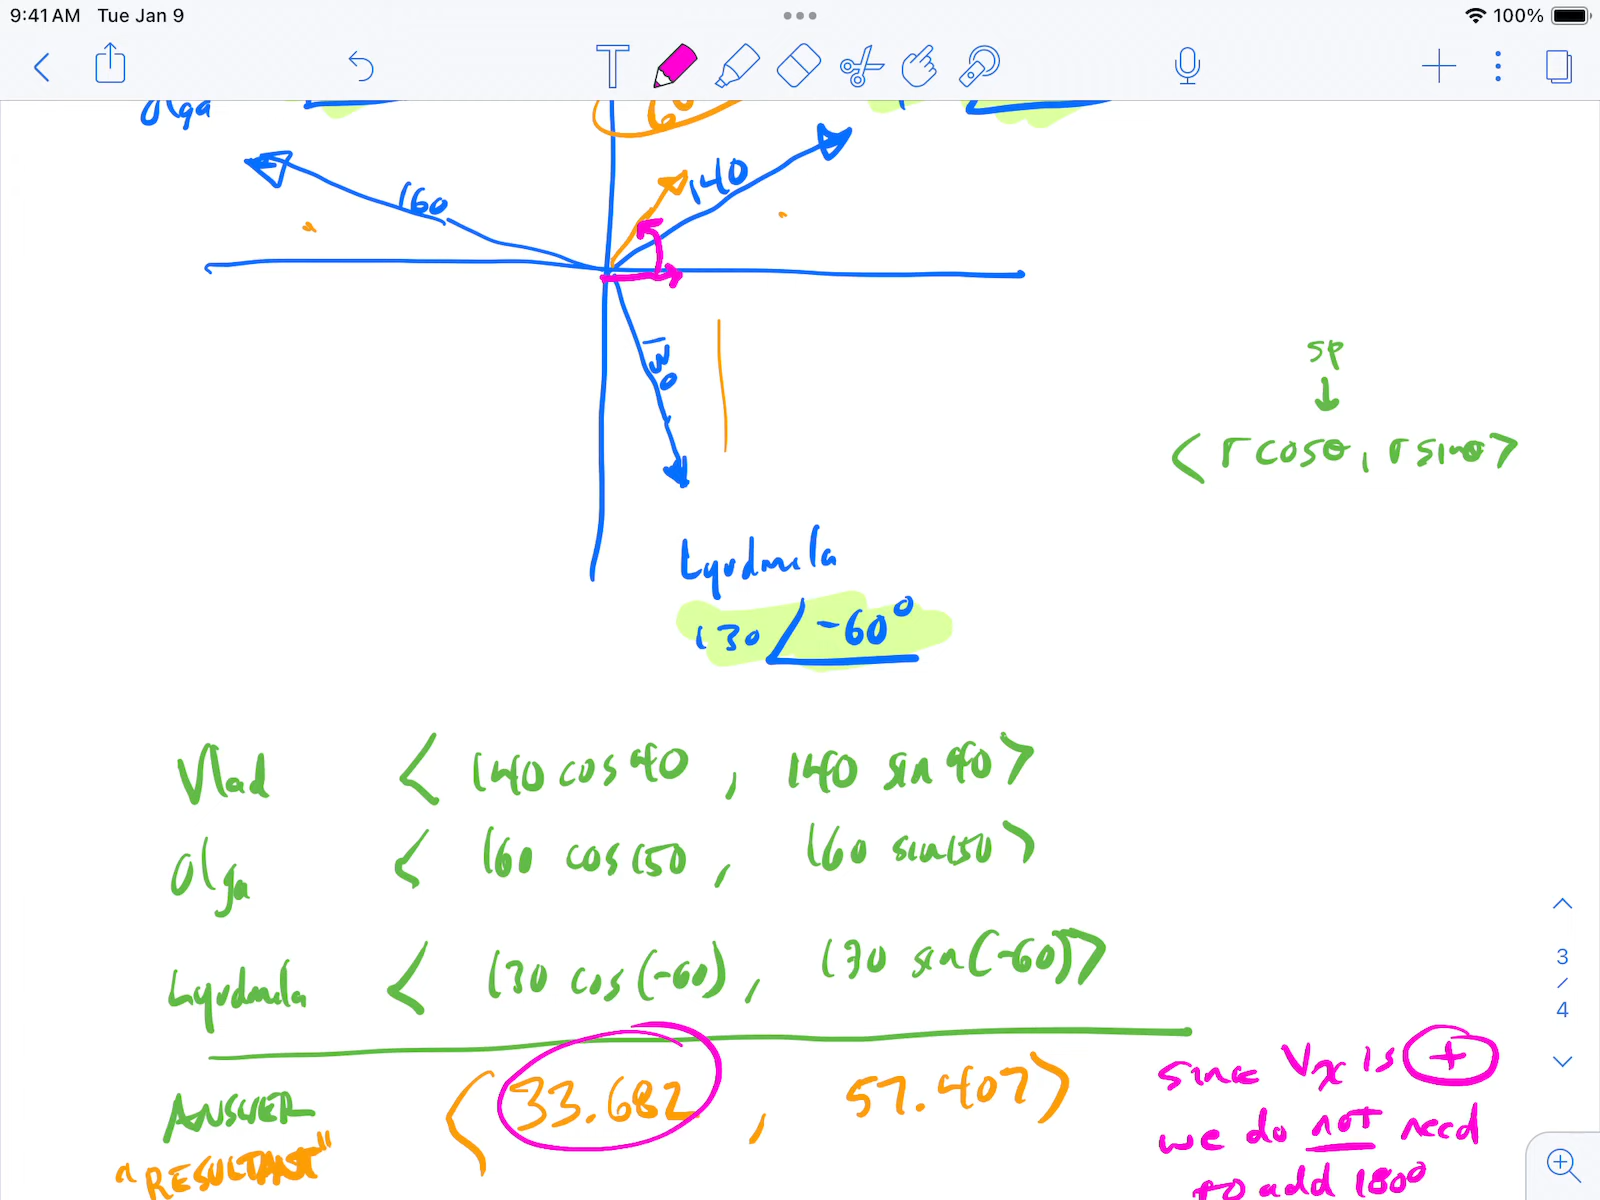 9:41 AM Tue Jan 9
100%
T
Olga
160
140
130
sp
↓
< r cosθ, r sinθ >
Lyudmila
130 ∠ -60°
Vlad < 140 cos 40 , 140 sin 40 >
Olga < 160 cos 150 , 160 sin 150 >
Lyudmila < 130 cos(-60) , 130 sin(-60) >
ANSWER < 33.682 , 57.407 >
"RESULTANT"
since Vx is +
we do not need
to add 180°
3
/
4